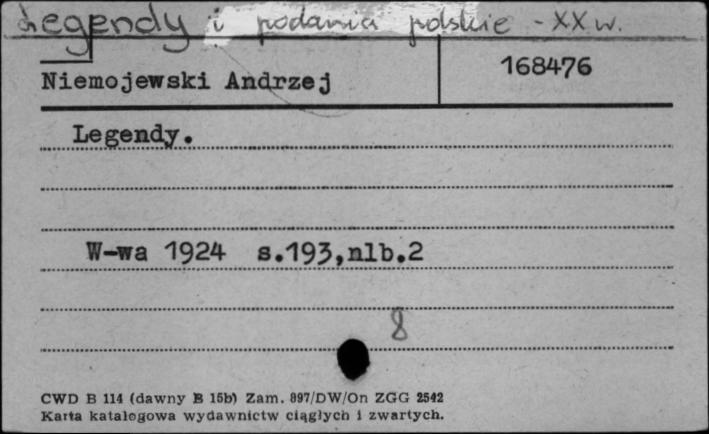 Legendy i podania polskie - XX w.
Niemojewski Andrzej 168476
Legendy.
W-wa 1924 s.193,nlb.2
8
CWD B 114 (dawny B 15b) Zam. 897/DW/On ZGG 2542
Karta katalogowa wydawnictw ciągłych i zwartych.